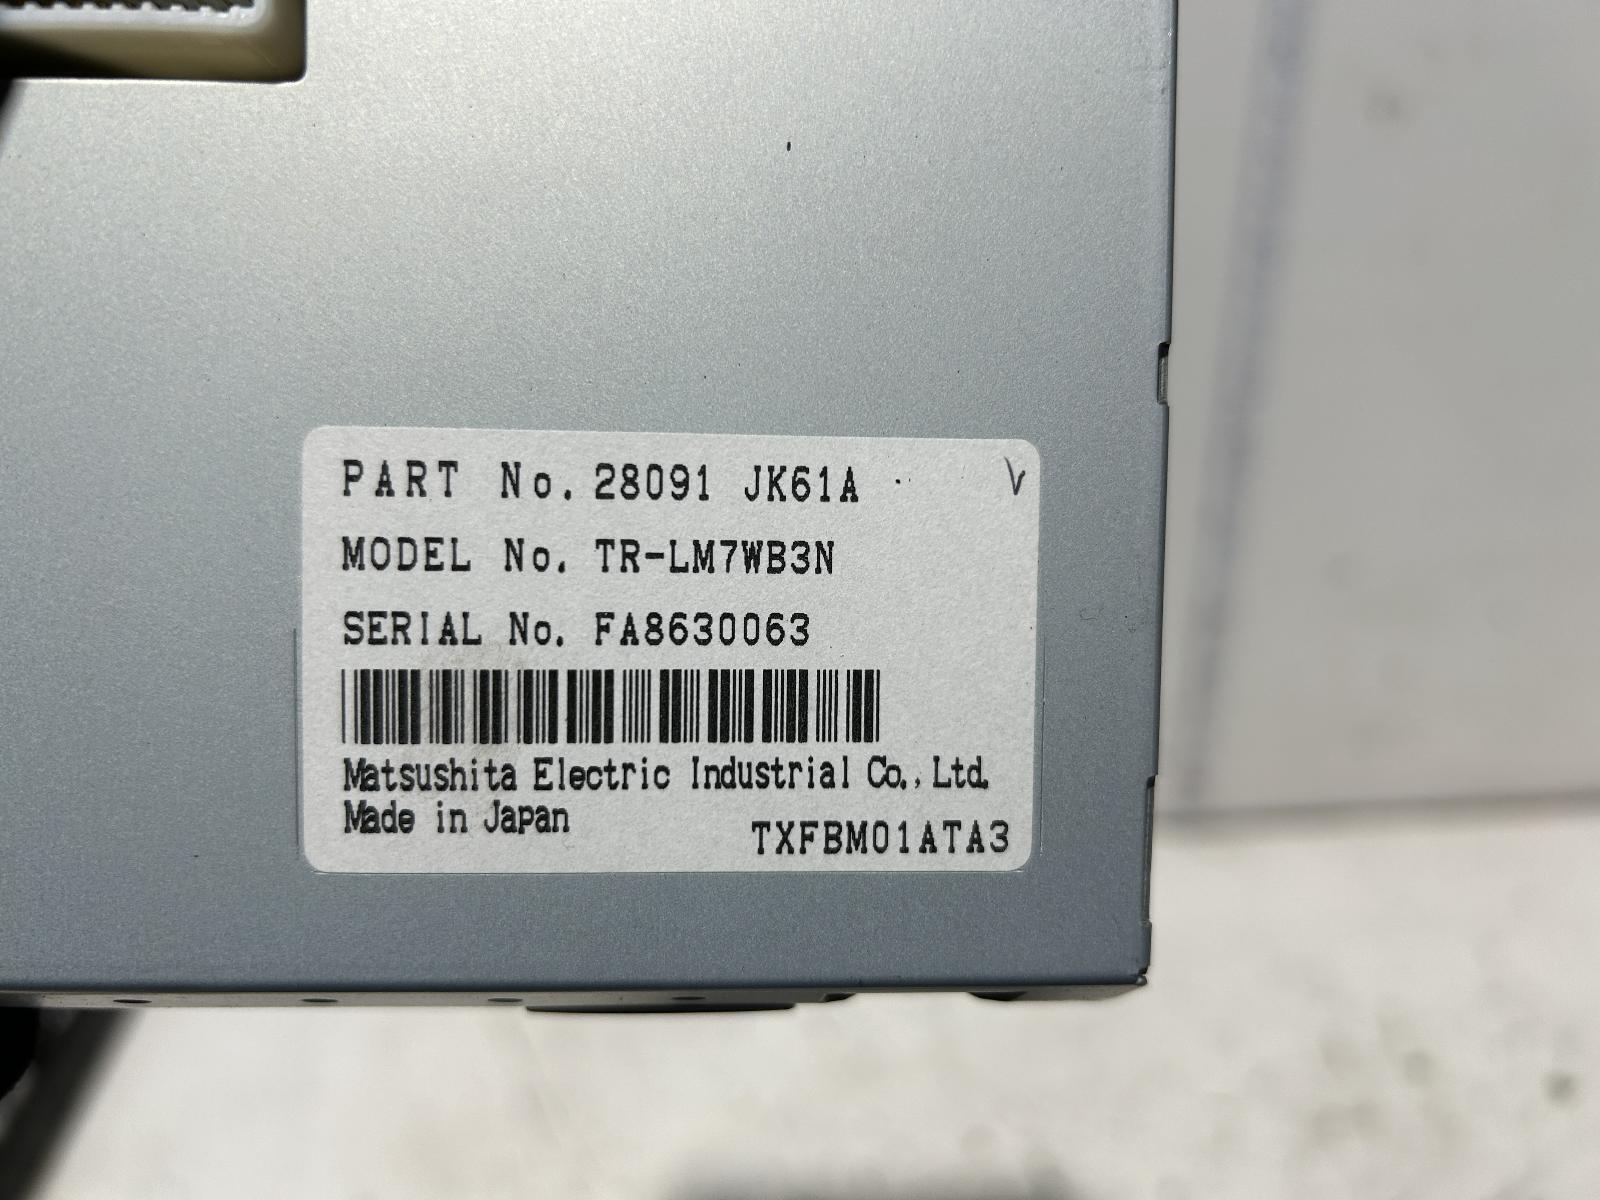 PART No. 28091 JK61A
MODEL No. TR-LM7WB3N
SERIAL No. FA8630063
Matsushita Electric Industrial Co., Ltd.
Made in Japan
TXFBM01ATA3